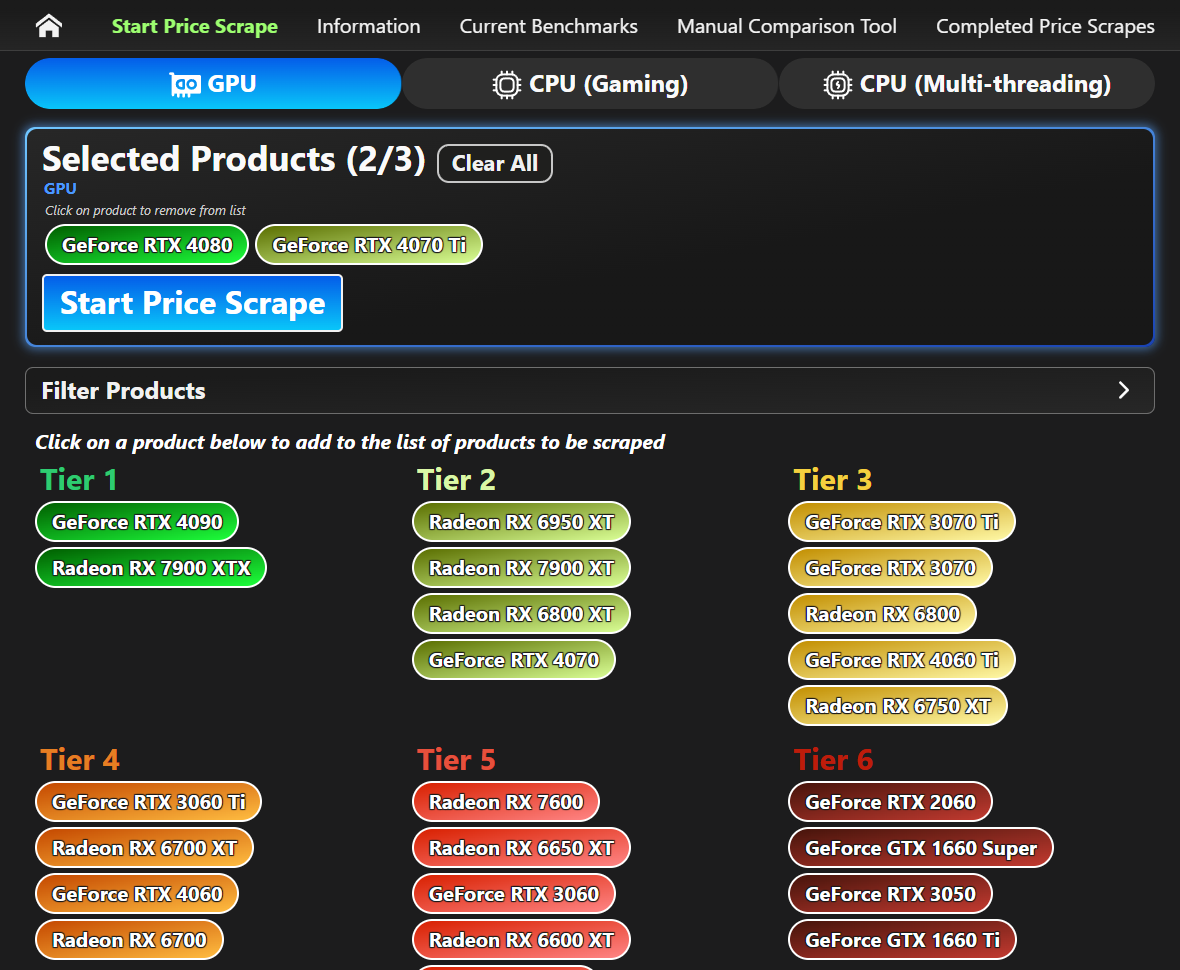 Start Price Scrape Information Current Benchmarks Manual Comparison Tool Completed Price Scrapes
GPU CPU (Gaming) CPU (Multi-threading)
Selected Products (2/3) Clear All
GPU
Click on product to remove from list
GeForce RTX 4080 GeForce RTX 4070 Ti
Start Price Scrape
Filter Products
Click on a product below to add to the list of products to be scraped
Tier 1
GeForce RTX 4090
Radeon RX 7900 XTX
Tier 2
Radeon RX 6950 XT
Radeon RX 7900 XT
Radeon RX 6800 XT
GeForce RTX 4070
Tier 3
GeForce RTX 3070 Ti
GeForce RTX 3070
Radeon RX 6800
GeForce RTX 4060 Ti
Radeon RX 6750 XT
Tier 4
GeForce RTX 3060 Ti
Radeon RX 6700 XT
GeForce RTX 4060
Radeon RX 6700
Tier 5
Radeon RX 7600
Radeon RX 6650 XT
GeForce RTX 3060
Radeon RX 6600 XT
Tier 6
GeForce RTX 2060
GeForce GTX 1660 Super
GeForce RTX 3050
GeForce GTX 1660 Ti